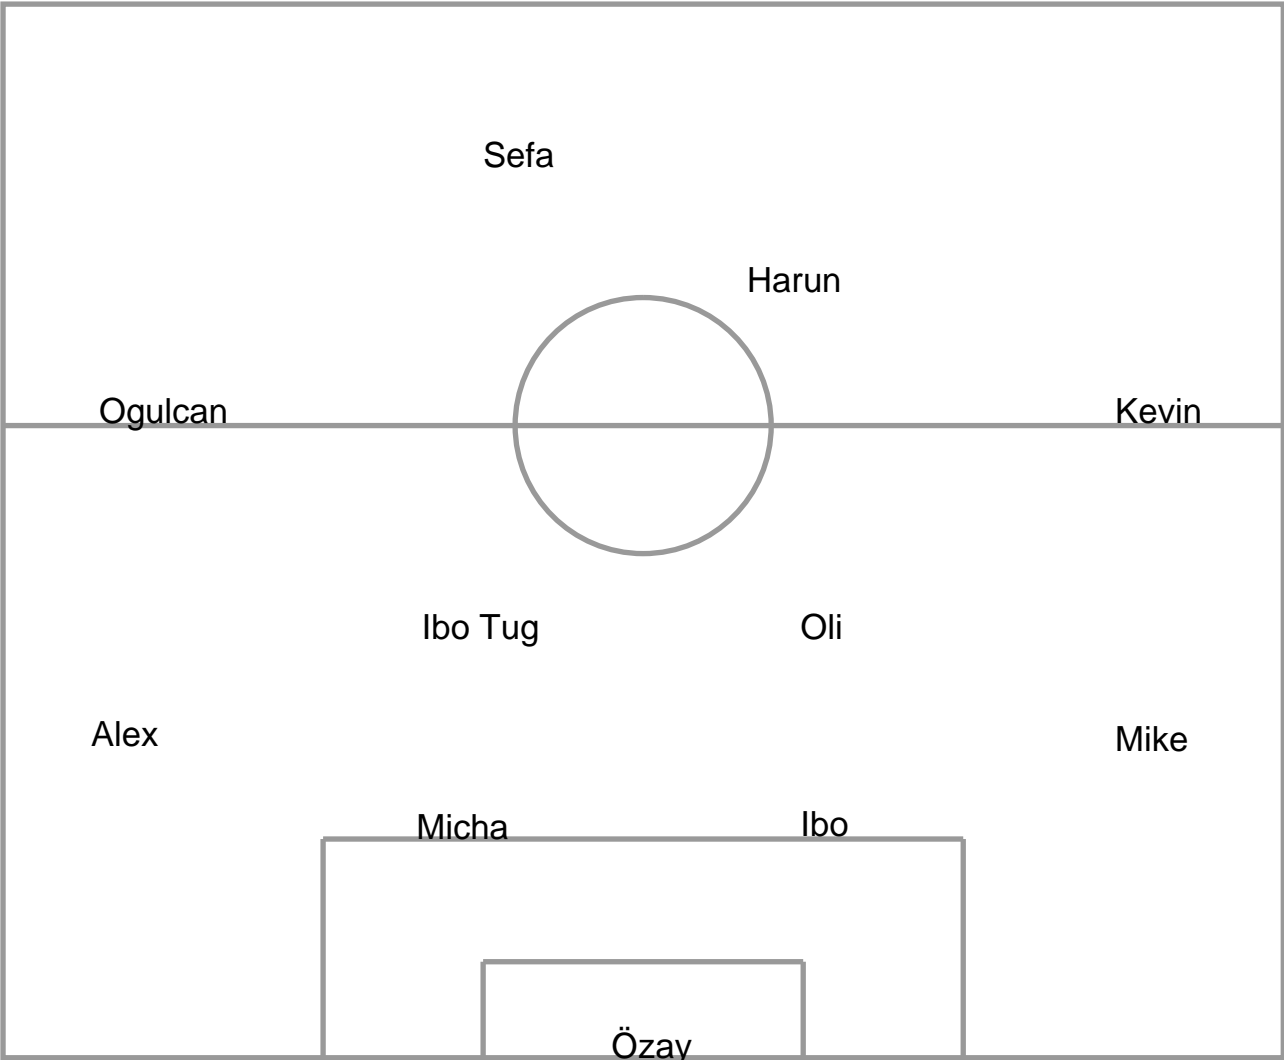 Sefa
Harun
Ogulcan
Kevin
Ibo Tug
Oli
Alex
Mike
Micha
Ibo
Özay